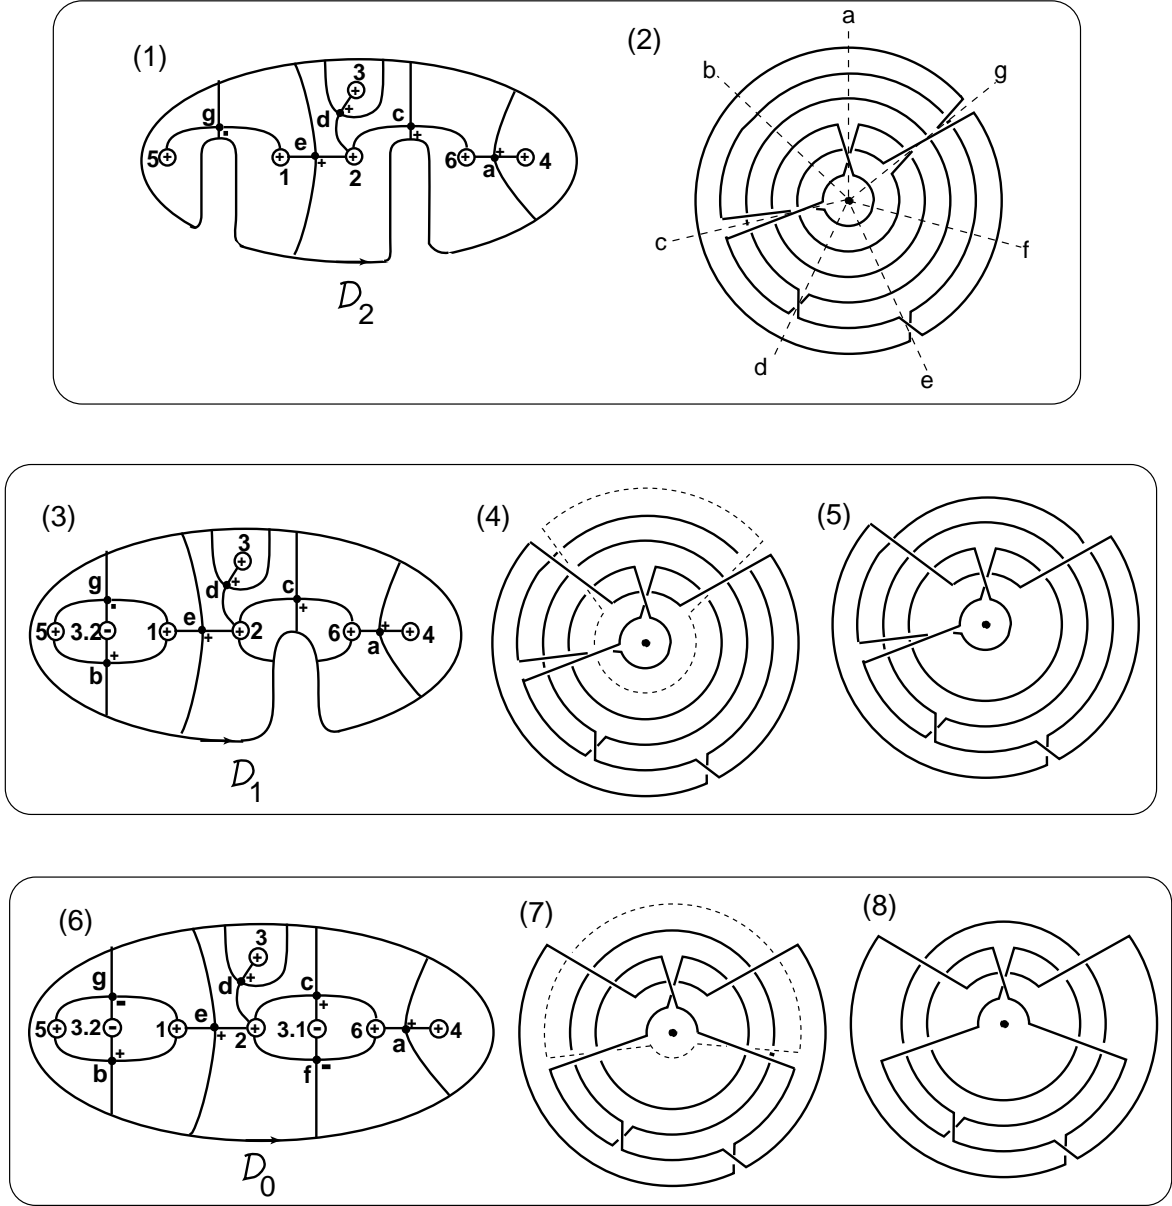 (1)
3
+
d
c
+
g
-
e
+
5
1
2
6
+
a
4
D2
(2)
a
b
g
c
f
d
e
(3)
3
+
d
c
+
g
-
e
+
5
3.2
1
2
6
+
a
4
b
+
D1
(4)
(5)
(6)
3
+
d
c
+
g
-
e
+
5
3.2
1
2
3.1
6
+
a
4
b
+
f
-
D0
(7)
(8)